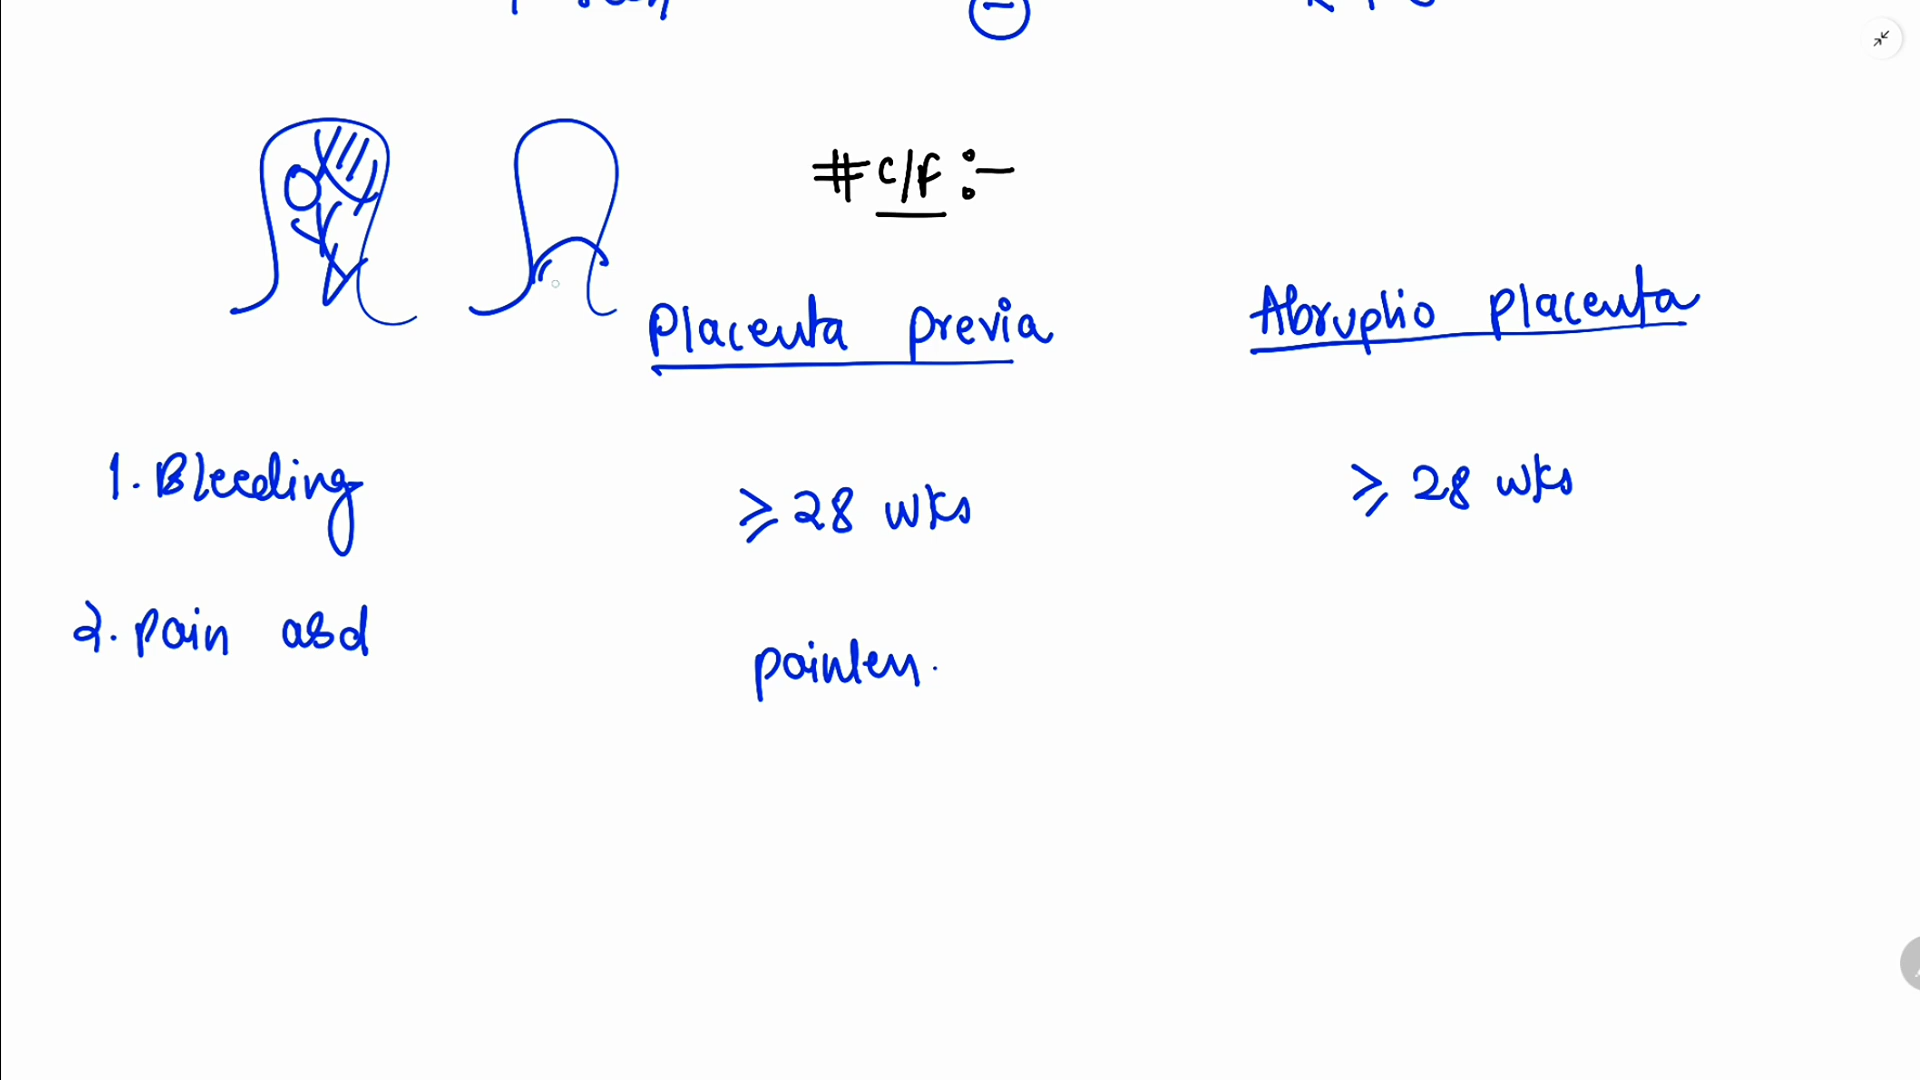 # C/F :-
Placenta previa
Abruptio placenta
1. Bleeding
≥ 28 wks
≥ 28 wks
2. pain abd
painless.